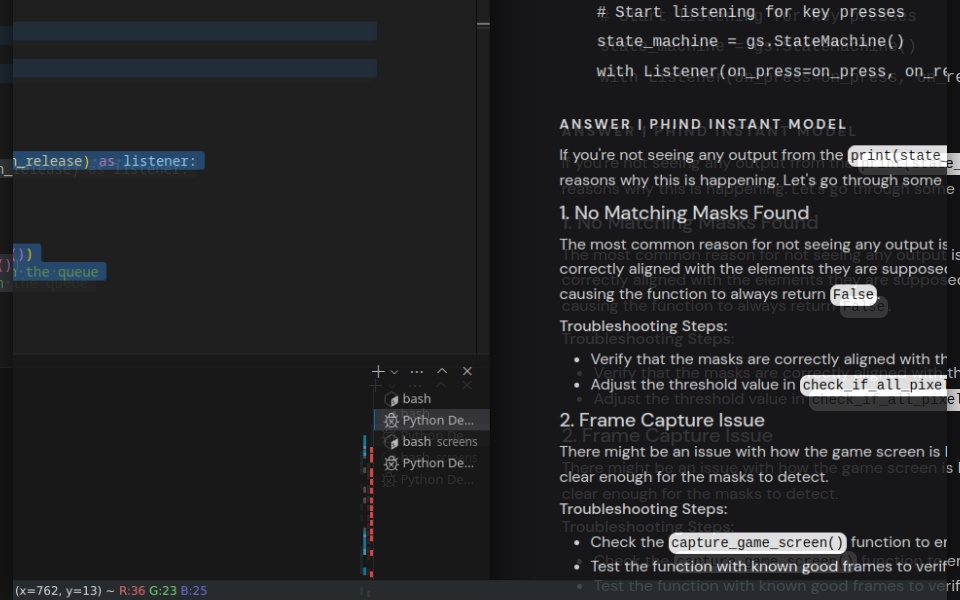 n_release) as listener:
())
r the queue
bash
Python De...
bash screens
Python De...
(x=762, y=13) ~ R:36 G:23 B:25
# Start listening for key presses
state_machine = gs.StateMachine()
with Listener(on_press=on_press, on_re
ANSWER | PHIND INSTANT MODEL
If you're not seeing any output from the print(state_
reasons why this is happening. Let's go through some
1. No Matching Masks Found
The most common reason for not seeing any output is
correctly aligned with the elements they are supposed
causing the function to always return False.
Troubleshooting Steps:
• Verify that the masks are correctly aligned with th
• Adjust the threshold value in check_if_all_pixel
2. Frame Capture Issue
There might be an issue with how the game screen is
clear enough for the masks to detect.
Troubleshooting Steps:
• Check the capture_game_screen() function to en
• Test the function with known good frames to verif